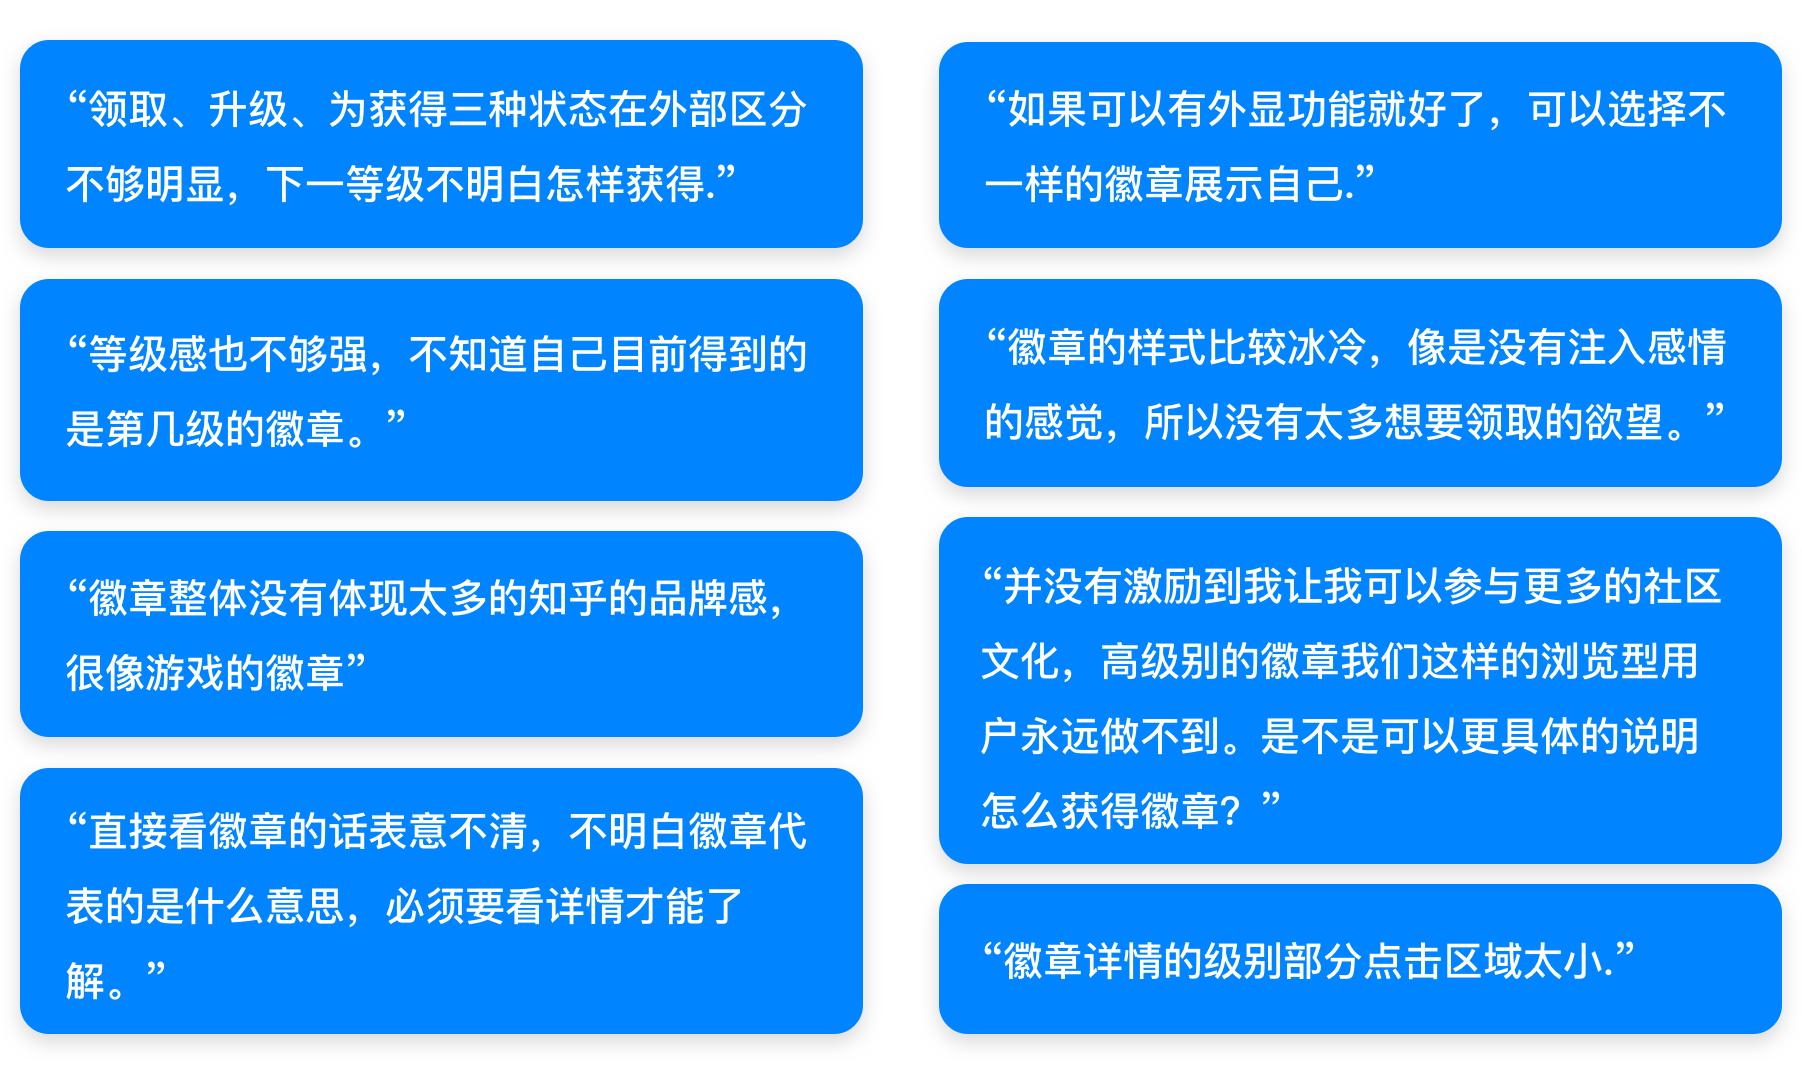 “领取、升级、为获得三种状态在外部区分
不够明显，下一等级不明白怎样获得.”
“等级感也不够强，不知道自己目前得到的
是第几级的徽章。”
“徽章整体没有体现太多的知乎的品牌感，
很像游戏的徽章”
“直接看徽章的话表意不清，不明白徽章代
表的是什么意思，必须要看详情才能了
解。”
“如果可以有外显功能就好了，可以选择不
一样的徽章展示自己.”
“徽章的样式比较冰冷，像是没有注入感情
的感觉，所以没有太多想要领取的欲望。”
“并没有激励到我让我可以参与更多的社区
文化，高级别的徽章我们这样的浏览型用
户永远做不到。是不是可以更具体的说明
怎么获得徽章？”
“徽章详情的级别部分点击区域太小.”